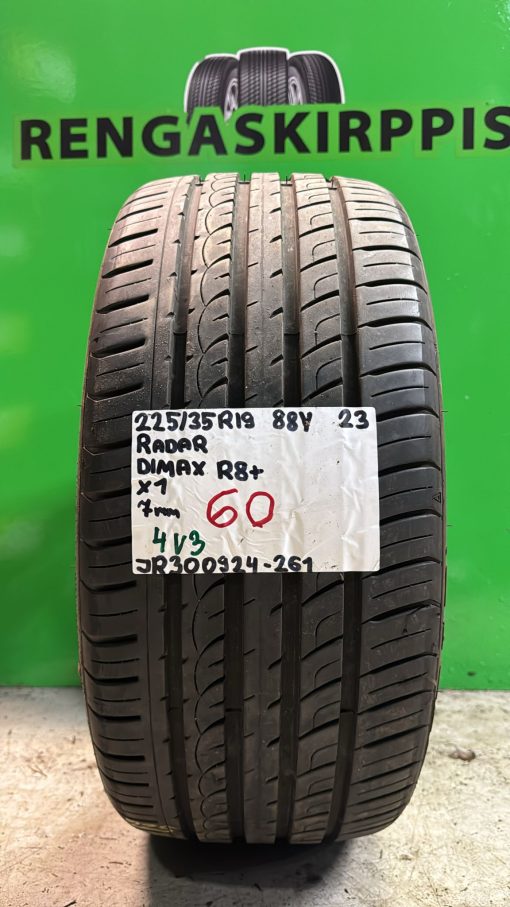 RENGASKIRPPIS
225/35R19 88Y 23
RADAR
DIMAX R8+
X1
7mm 60
4V3
JR300924-261